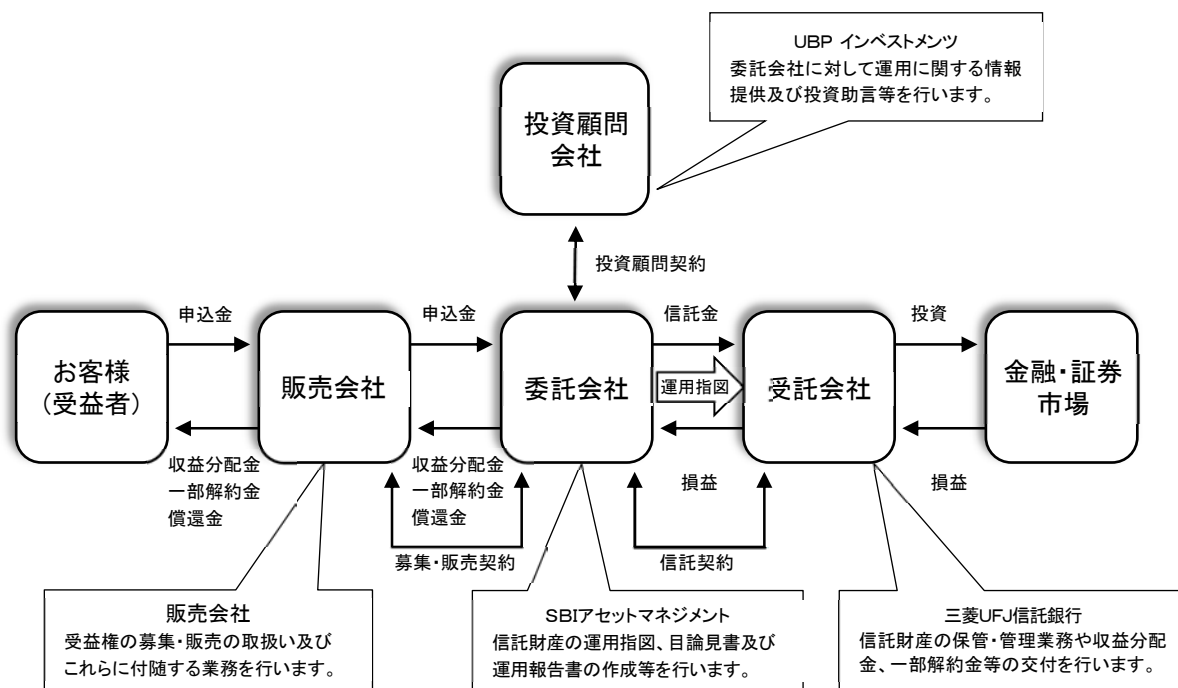 UBP インベストメンツ
委託会社に対して運用に関する情報
提供及び投資助言等を行います。
投資顧問
会社
投資顧問契約
申込金
申込金
信託金
投資
お客様
(受益者)
販売会社
委託会社
運用指図
受託会社
金融・証券
市場
収益分配金
一部解約金
償還金
収益分配金
一部解約金
償還金
損益
損益
募集・販売契約
信託契約
販売会社
受益権の募集・販売の取扱い及び
これらに付随する業務を行います。
SBIアセットマネジメント
信託財産の運用指図、目論見書及び
運用報告書の作成等を行います。
三菱UFJ信託銀行
信託財産の保管・管理業務や収益分配
金、一部解約金等の交付を行います。